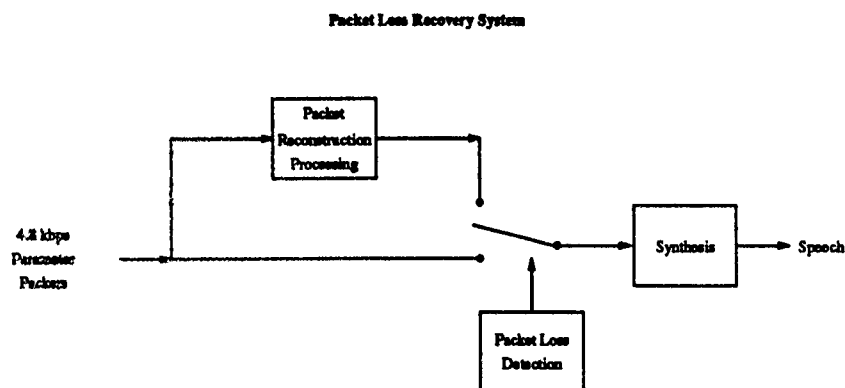 Packet Loss Recovery System
Packet
Reconstruction
Processing
4.8 kbps
Parameter
Packets
Synthesis
Speech
Packet Loss
Detection